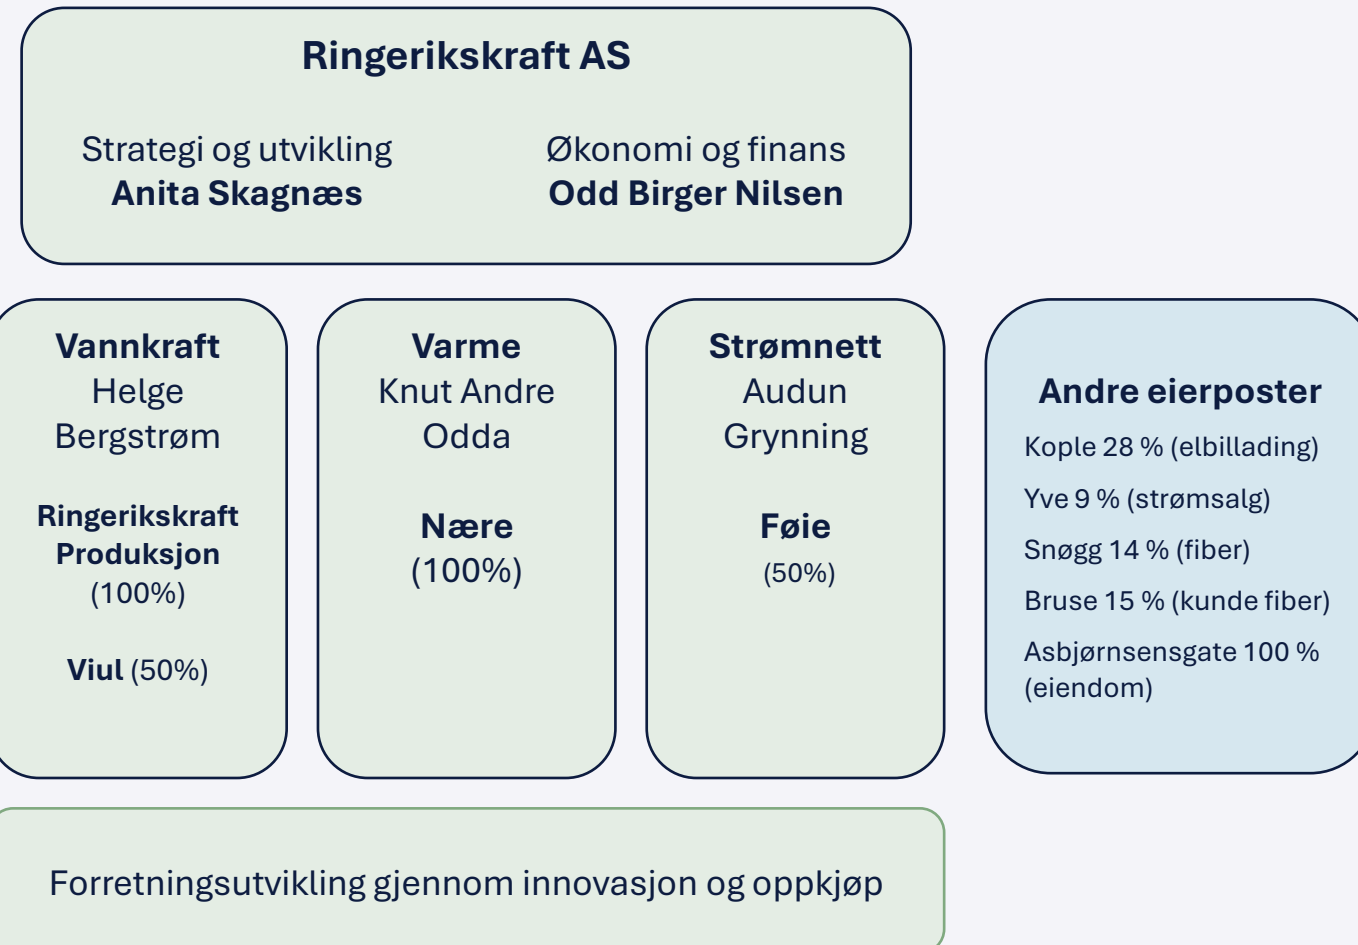 Ringerikskraft AS
Strategi og utvikling
Anita Skagnæs
Økonomi og finans
Odd Birger Nilsen
Vannkraft
Helge
Bergstrøm
Ringerikskraft
Produksjon
(100%)
Viul (50%)
Varme
Knut Andre
Odda
Nære
(100%)
Strømnett
Audun
Grynning
Føie
(50%)
Andre eierposter
Kople 28 % (elbillading)
Yve 9 % (strømsalg)
Snøgg 14 % (fiber)
Bruse 15 % (kunde fiber)
Asbjørnsensgate 100 %
(eiendom)
Forretningsutvikling gjennom innovasjon og oppkjøp